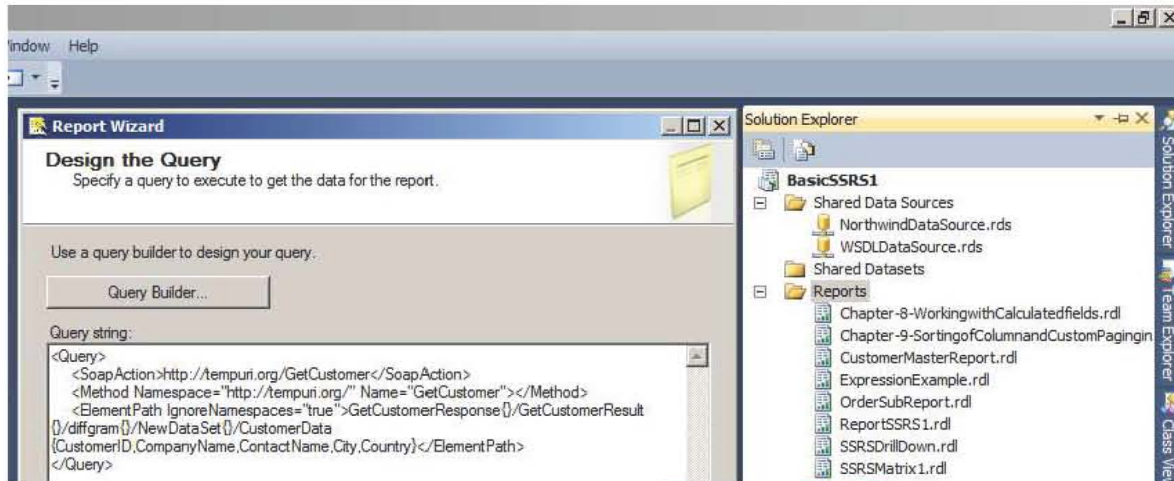 Window Help
Report Wizard
Design the Query
Specify a query to execute to get the data for the report.
Use a query builder to design your query.
Query Builder...
Query string:
<Query>
<SoapAction>http://tempuri.org/GetCustomer</SoapAction>
<Method Namespace="http://tempuri.org/" Name="GetCustomer"></Method>
<ElementPath IgnoreNamespaces="true">GetCustomerResponse{}/GetCustomerResult
{}/diffgram{}/NewDataSet{}/CustomerData
{CustomerID,CompanyName,ContactName,City,Country}</ElementPath>
</Query>
Solution Explorer
BasicSSRS1
Shared Data Sources
NorthwindDataSource.rds
WSDLDataSource.rds
Shared Datasets
Reports
Chapter-8-WorkingwithCalculatedfields.rdl
Chapter-9-SortingofColumnandCustomPagingin
CustomerMasterReport.rdl
ExpressionExample.rdl
OrderSubReport.rdl
ReportSSRS1.rdl
SSRSDrillDown.rdl
SSRSMatrix1.rdl
Solution Explorer
Team Explorer
Class View